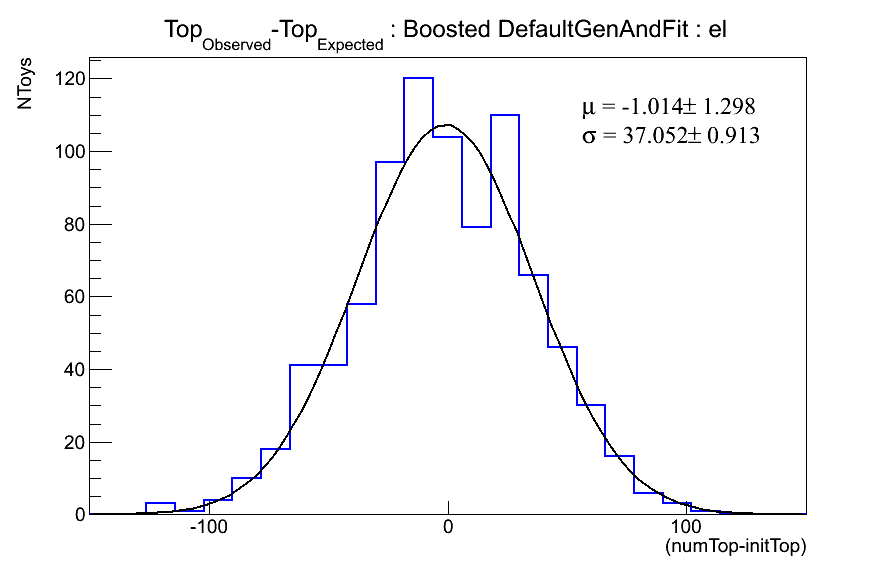 Top_Observed-Top_Expected : Boosted DefaultGenAndFit : el
NToys
μ = -1.014± 1.298
σ = 37.052± 0.913
120
100
80
60
40
20
0
-100 0 100
(numTop-initTop)